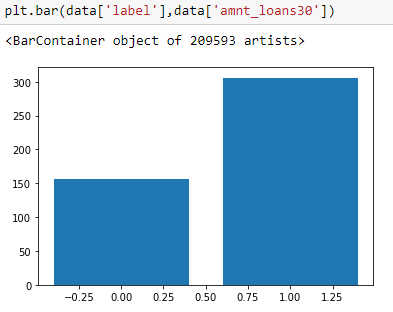 plt.bar(data['label'],data['amnt_loans30'])
<BarContainer object of 209593 artists>
300
250
200
150
100
50
0
−0.25 0.00 0.25 0.50 0.75 1.00 1.25